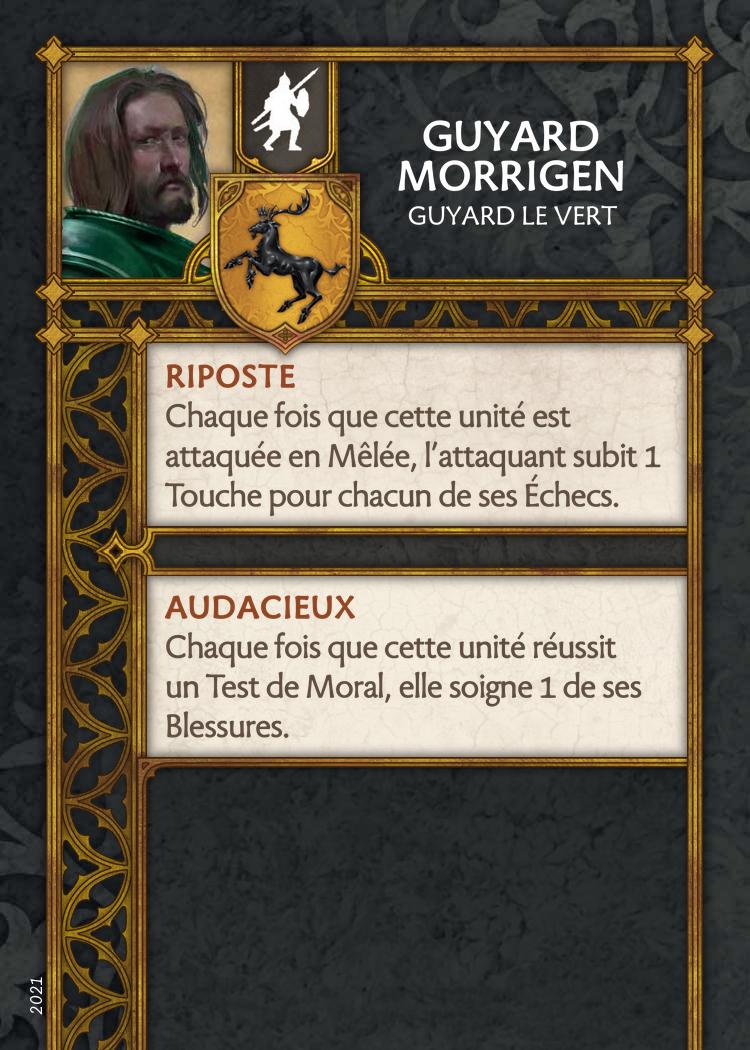 GUYARD
MORRIGEN
GUYARD LE VERT
RIPOSTE
Chaque fois que cette unité est
attaquée en Mêlée, l'attaquant subit 1
Touche pour chacun de ses Échecs.
AUDACIEUX
Chaque fois que cette unité réussit
un Test de Moral, elle soigne 1 de ses
Blessures.
2021